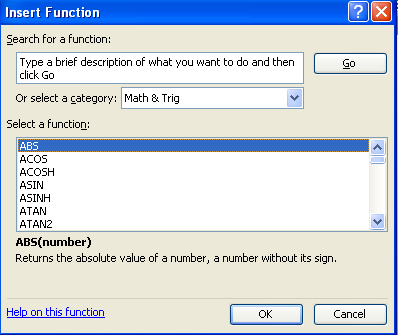 Insert Function
Search for a function:
Type a brief description of what you want to do and then
click Go
Go
Or select a category: Math & Trig
Select a function:
ABS
ACOS
ACOSH
ASIN
ASINH
ATAN
ATAN2
ABS(number)
Returns the absolute value of a number, a number without its sign.
Help on this function
OK
Cancel